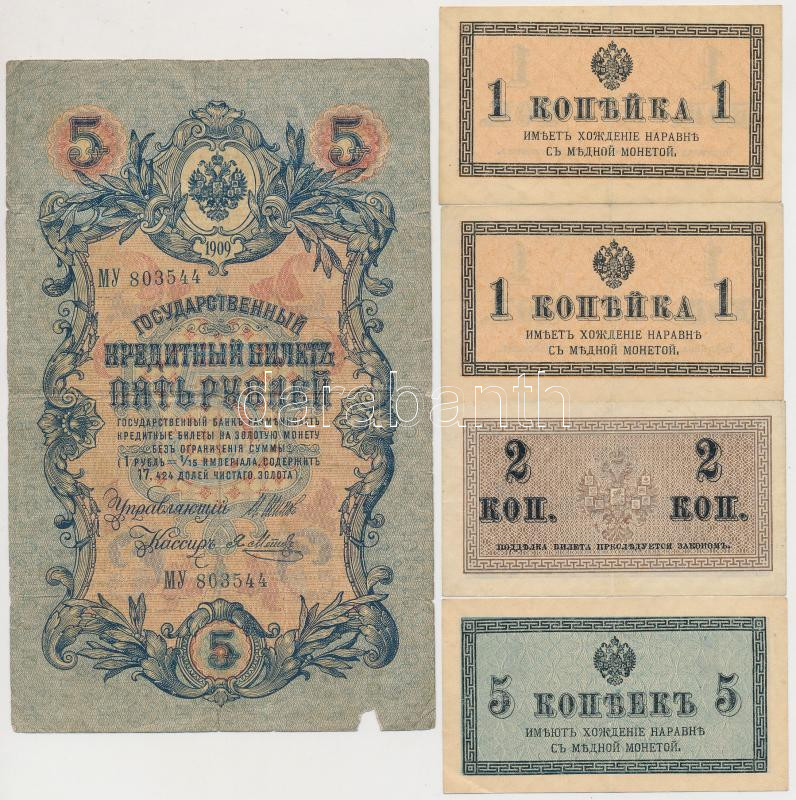 5 5
1909
МУ 803544
ГОСУДАРСТВЕННЫЙ
КРЕДИТНЫЙ БИЛЕТЪ
ПЯТЬ РУБЛЕЙ
ГОСУДАРСТВЕННЫЙ БАНКЪ РАЗМѢНИВАЕТЪ
КРЕДИТНЫЕ БИЛЕТЫ НА ЗОЛОТУЮ МОНЕТУ
БЕЗЪ ОГРАНИЧЕНІЯ СУММЫ
(1 РУБЛЬ = 1/15 ИМПЕРІАЛА, СОДЕРЖИТЪ
17,424 ДОЛЕЙ ЧИСТАГО ЗОЛОТА)
Управляющій
Кассиръ
МУ 803544
5
1 КОПѢЙКА 1
ИМѢЕТЪ ХОЖДЕНІЕ НАРАВНѢ
СЪ МѢДНОЙ МОНЕТОЙ.
1 КОПѢЙКА 1
ИМѢЕТЪ ХОЖДЕНІЕ НАРАВНѢ
СЪ МѢДНОЙ МОНЕТОЙ.
2 2
КОП. КОП.
ПОДДѢЛКА БИЛЕТА ПРЕСЛѢДУЕТСЯ ЗАКОНОМЪ.
5 КОПѢЕКЪ 5
ИМѢЮТЪ ХОЖДЕНІЕ НАРАВНѢ
СЪ МѢДНОЙ МОНЕТОЙ.
darabanth